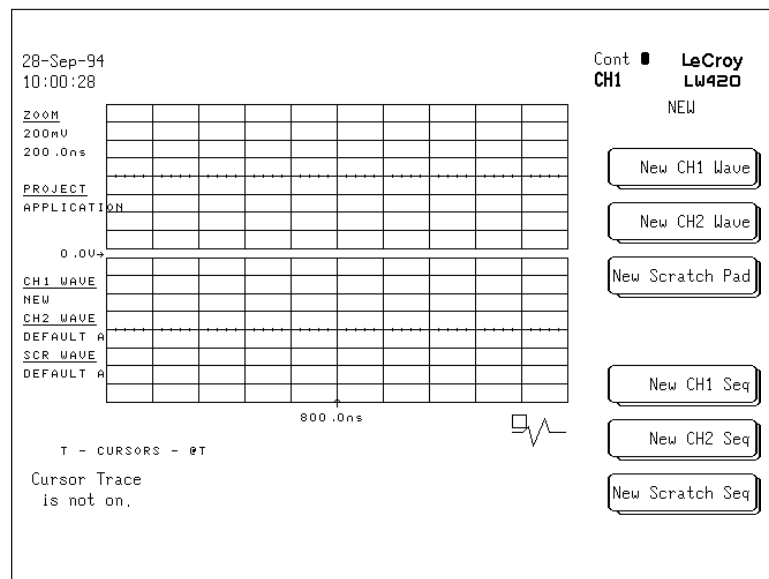 28-Sep-94
10:00:28
Cont
LeCroy
CH1
LW420
NEW
ZOOM
200mV
200.0ns
PROJECT
APPLICATION
0.0V→
CH1 WAVE
NEW
CH2 WAVE
DEFAULT A
SCR WAVE
DEFAULT A
800.0ns
T - CURSORS - @T
Cursor Trace
is not on.
New CH1 Wave
New CH2 Wave
New Scratch Pad
New CH1 Seq
New CH2 Seq
New Scratch Seq